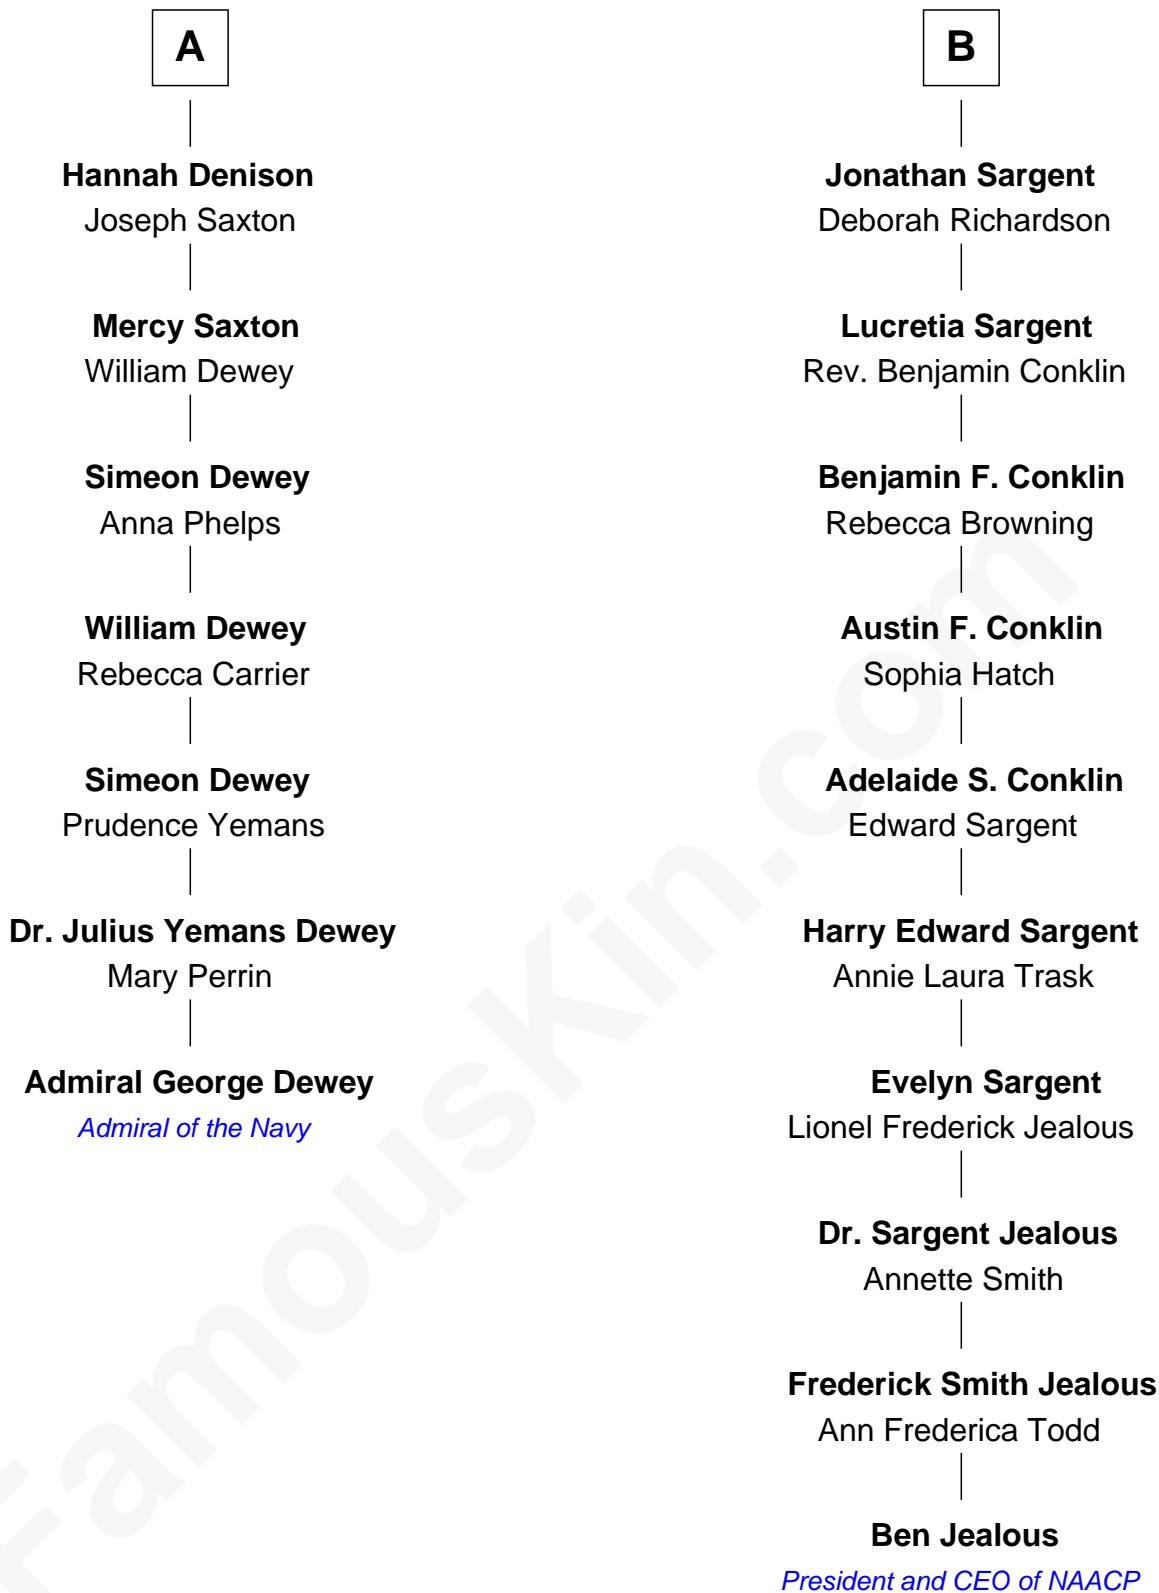 A
Hannah Denison
Joseph Saxton
Mercy Saxton
William Dewey
Simeon Dewey
Anna Phelps
William Dewey
Rebecca Carrier
Simeon Dewey
Prudence Yemans
Dr. Julius Yemans Dewey
Mary Perrin
Admiral George Dewey
Admiral of the Navy
B
Jonathan Sargent
Deborah Richardson
Lucretia Sargent
Rev. Benjamin Conklin
Benjamin F. Conklin
Rebecca Browning
Austin F. Conklin
Sophia Hatch
Adelaide S. Conklin
Edward Sargent
Harry Edward Sargent
Annie Laura Trask
Evelyn Sargent
Lionel Frederick Jealous
Dr. Sargent Jealous
Annette Smith
Frederick Smith Jealous
Ann Frederica Todd
Ben Jealous
President and CEO of NAACP
FamousKin.com